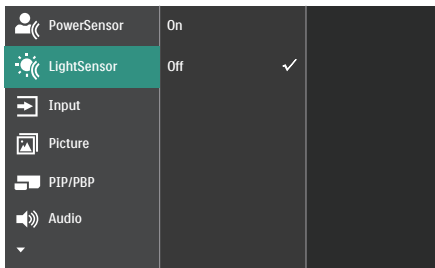 PowerSensor
On
LightSensor
Off
Input
Picture
PIP/PBP
Audio